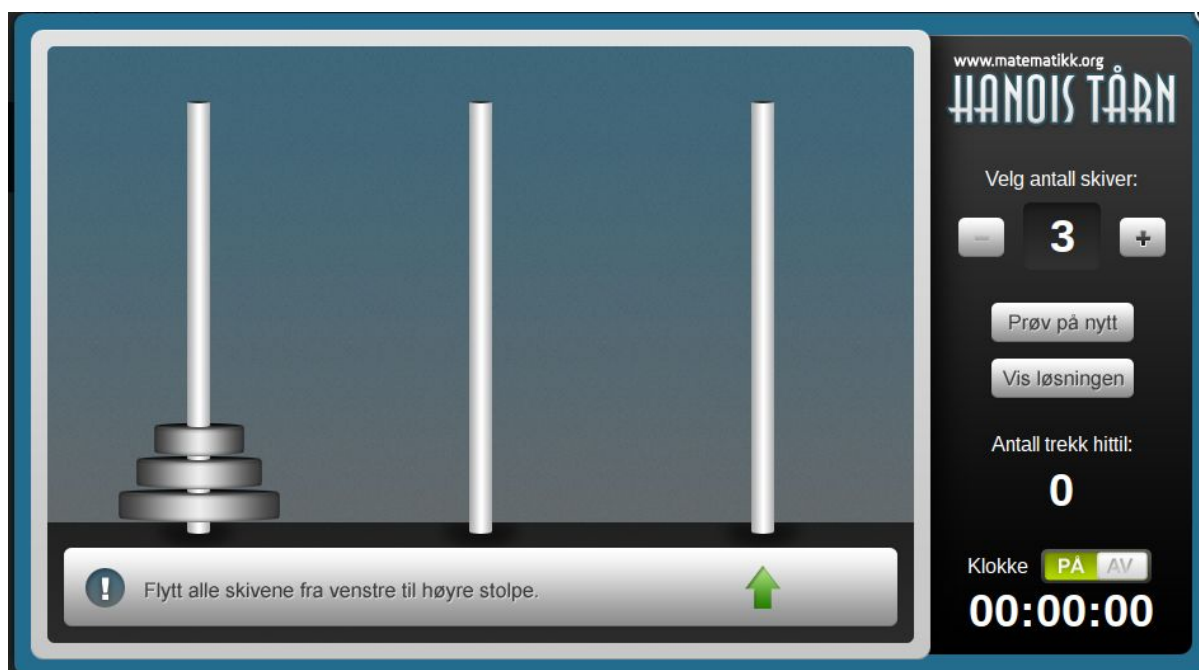 www.matematikk.org
HANOIS TÅRN
Velg antall skiver:
− 3 +
Prøv på nytt
Vis løsningen
Antall trekk hittil:
0
Klokke PÅ AV
00:00:00
! Flytt alle skivene fra venstre til høyre stolpe.